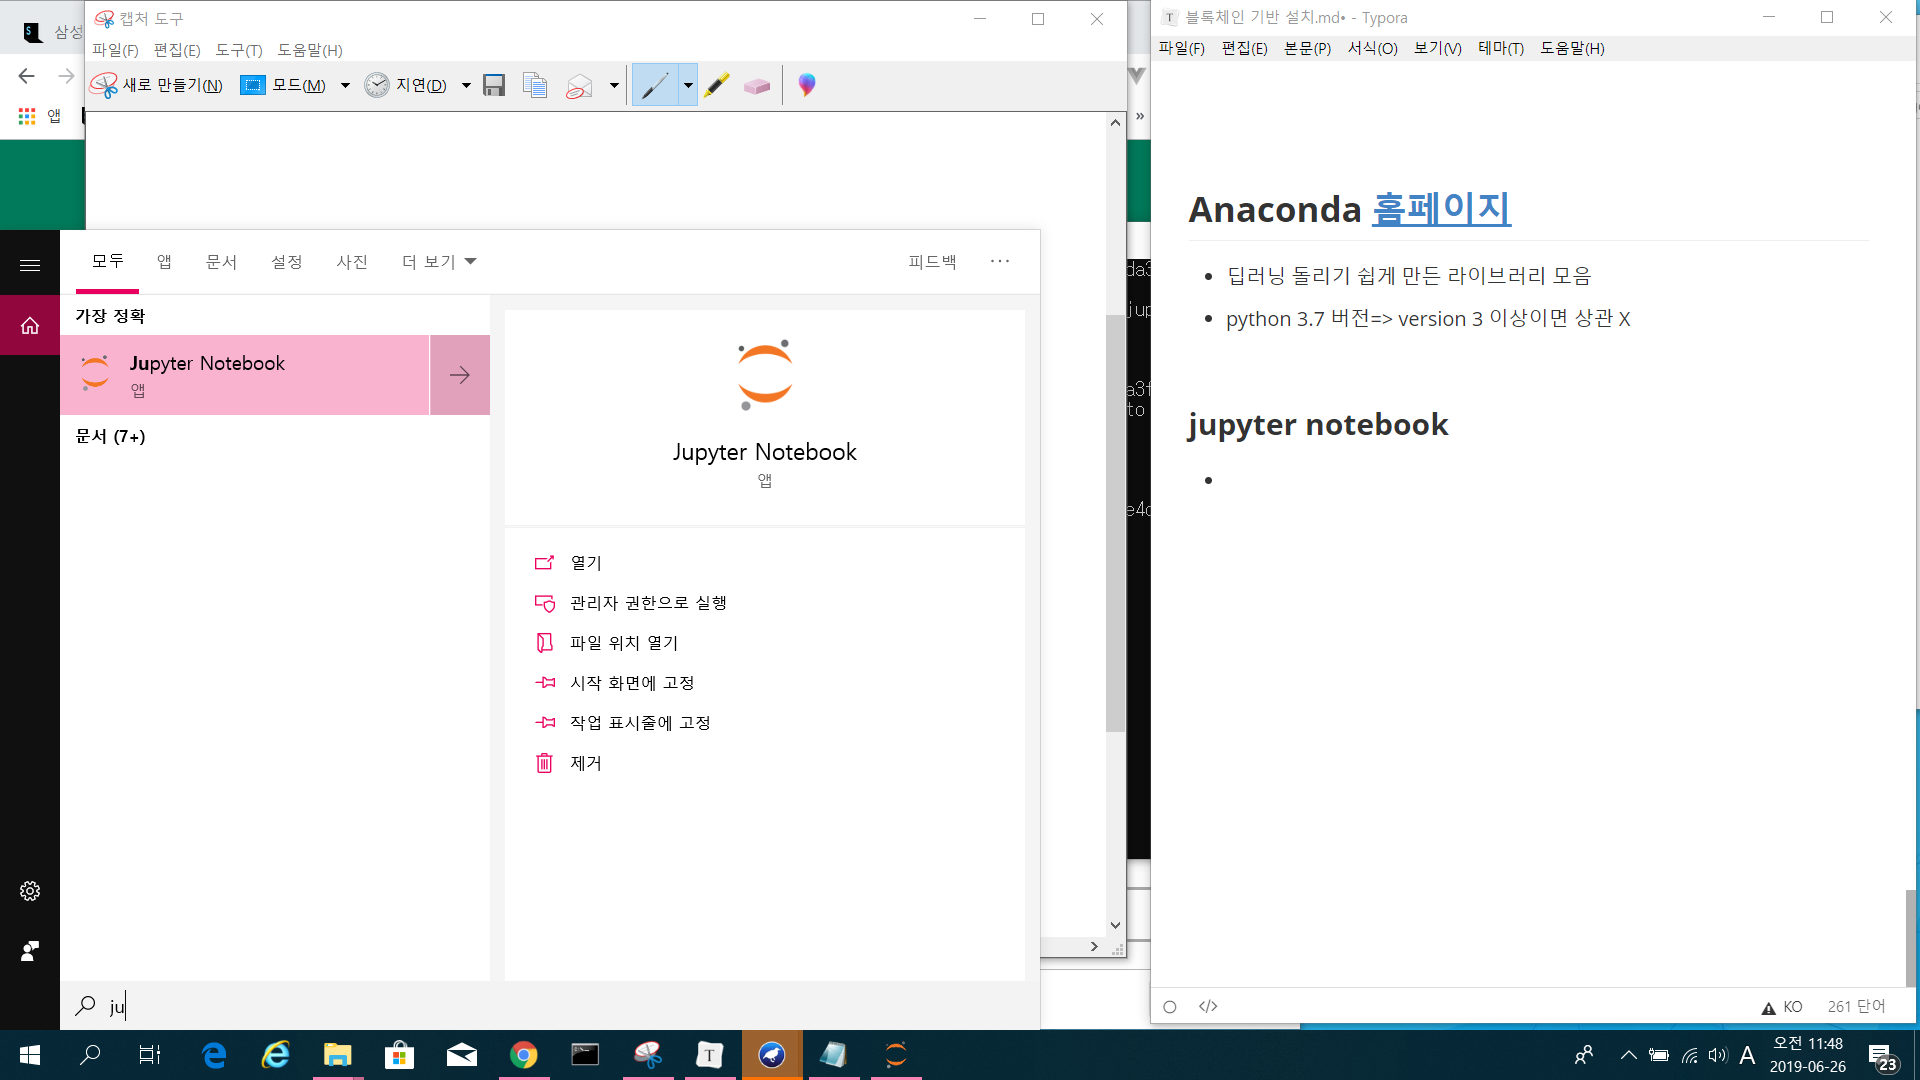 삼성
앱
»
캡처 도구
파일(F) 편집(E) 도구(T) 도움말(H)
새로 만들기(N) 모드(M) 지연(D)
모두 앱 문서 설정 사진 더 보기 피드백 ···
가장 정확
Jupyter Notebook
앱
문서 (7+)
Jupyter Notebook
앱
열기
관리자 권한으로 실행
파일 위치 열기
시작 화면에 고정
작업 표시줄에 고정
제거
ju
da3
jup
a3f
to
블록체인 기반 설치.md• - Typora
파일(F) 편집(E) 본문(P) 서식(O) 보기(V) 테마(T) 도움말(H)
Anaconda 홈페이지
• 딥러닝 돌리기 쉽게 만든 라이브러리 모음
• python 3.7 버전=> version 3 이상이면 상관 X
jupyter notebook
•
</> KO 261 단어
A
오전 11:48
2019-06-26
23